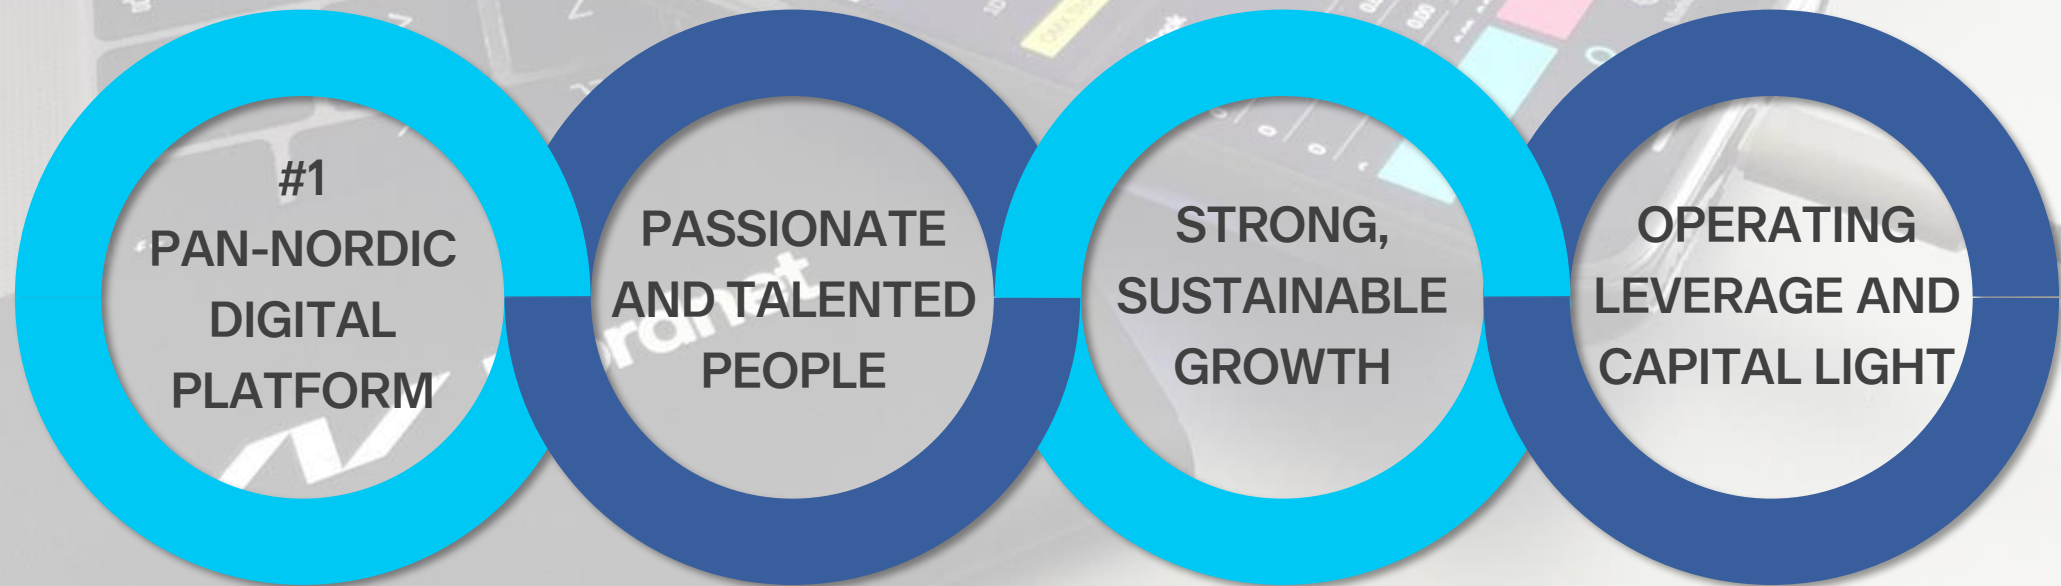 #1
PAN-NORDIC
DIGITAL
PLATFORM
PASSIONATE
AND TALENTED
PEOPLE
STRONG,
SUSTAINABLE
GROWTH
OPERATING
LEVERAGE AND
CAPITAL LIGHT